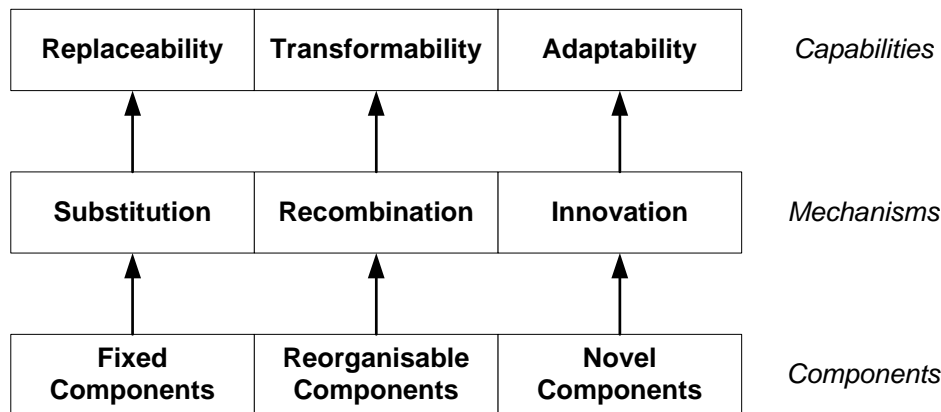 Replaceability Transformability Adaptability Capabilities
Substitution Recombination Innovation Mechanisms
Fixed Reorganisable Novel
Components Components Components Components